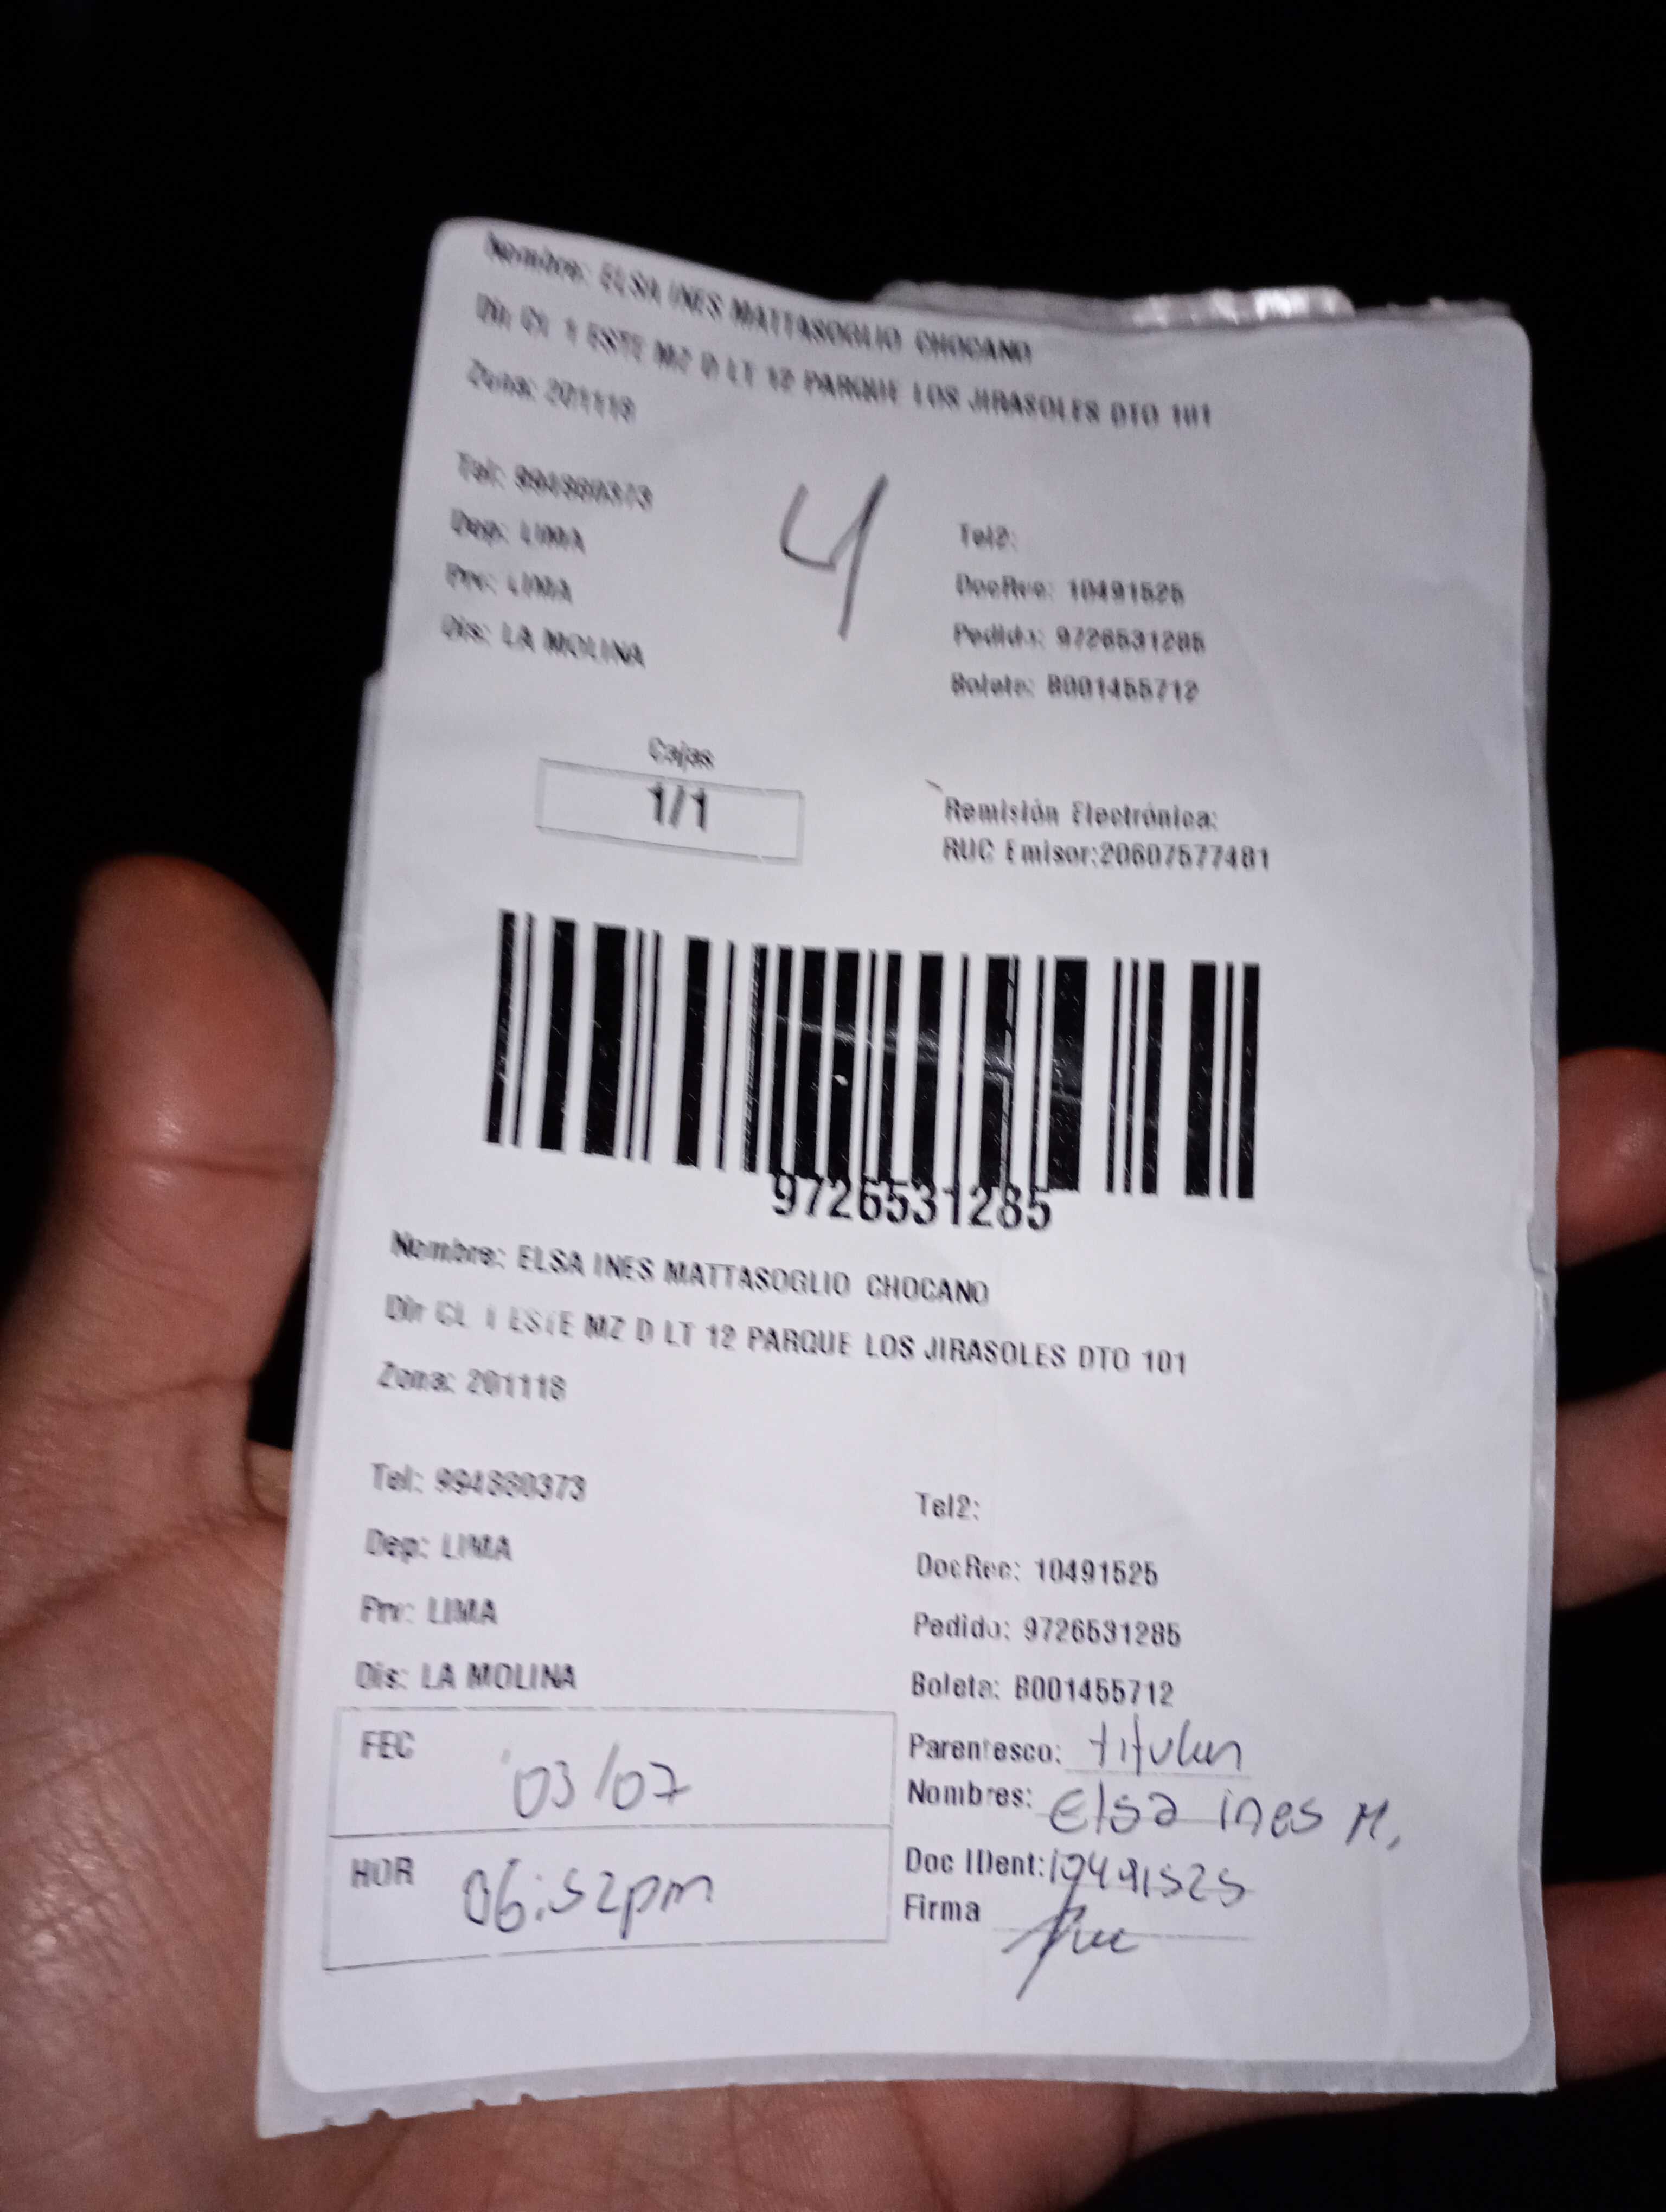 Nombre: ELSA INES MATTASOGLIO CHOCANO
Dir CL 1 ESTE MZ D LT 12 PARQUE LOS JIRASOLES DTO 101
Zona: 201118
Tel: 994880373
Dep: LIMA
Prv: LIMA
Dis: LA MOLINA
4
Tel2:
DocRec: 10491525
Pedido: 9726531285
Boleta: B001455712
Cajas
1/1
Remisión Electrónica:
RUC Emisor:20607577481
9726531285
Nombre: ELSA INES MATTASOGLIO CHOCANO
Dir CL 1 ESTE MZ D LT 12 PARQUE LOS JIRASOLES DTO 101
Zona: 201118
Tel: 994880373
Dep: LIMA
Prv: LIMA
Dis: LA MOLINA
Tel2:
DocRec: 10491525
Pedido: 9726531285
Boleta: B001455712
FEC 03/07
HOR 06:52pm
Parentesco: titular
Nombres: Elsa ines M.
Doc IDent: 10491525
Firma